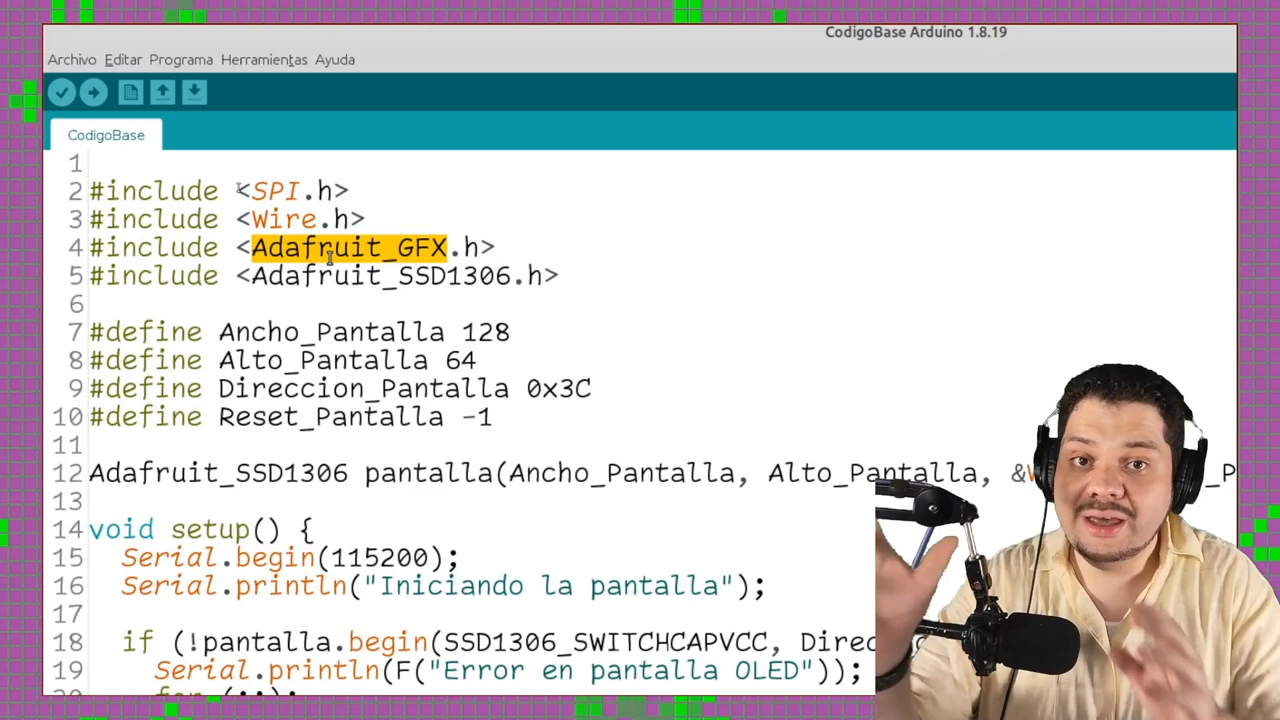 CodigoBase Arduino 1.8.19
Archivo Editar Programa Herramientas Ayuda
CodigoBase
1
2 #include <SPI.h>
3 #include <Wire.h>
4 #include <Adafruit_GFX.h>
5 #include <Adafruit_SSD1306.h>
6
7 #define Ancho_Pantalla 128
8 #define Alto_Pantalla 64
9 #define Direccion_Pantalla 0x3C
10 #define Reset_Pantalla -1
11
12 Adafruit_SSD1306 pantalla(Ancho_Pantalla, Alto_Pantalla,
13
14 void setup() {
15 Serial.begin(115200);
16 Serial.println("Iniciando la pantalla");
17
18 if (!pantalla.begin(SSD1306_SWITCHCAPVCC,
19 Serial.println(F("Error en pantalla OLED"));
20 for (;;);